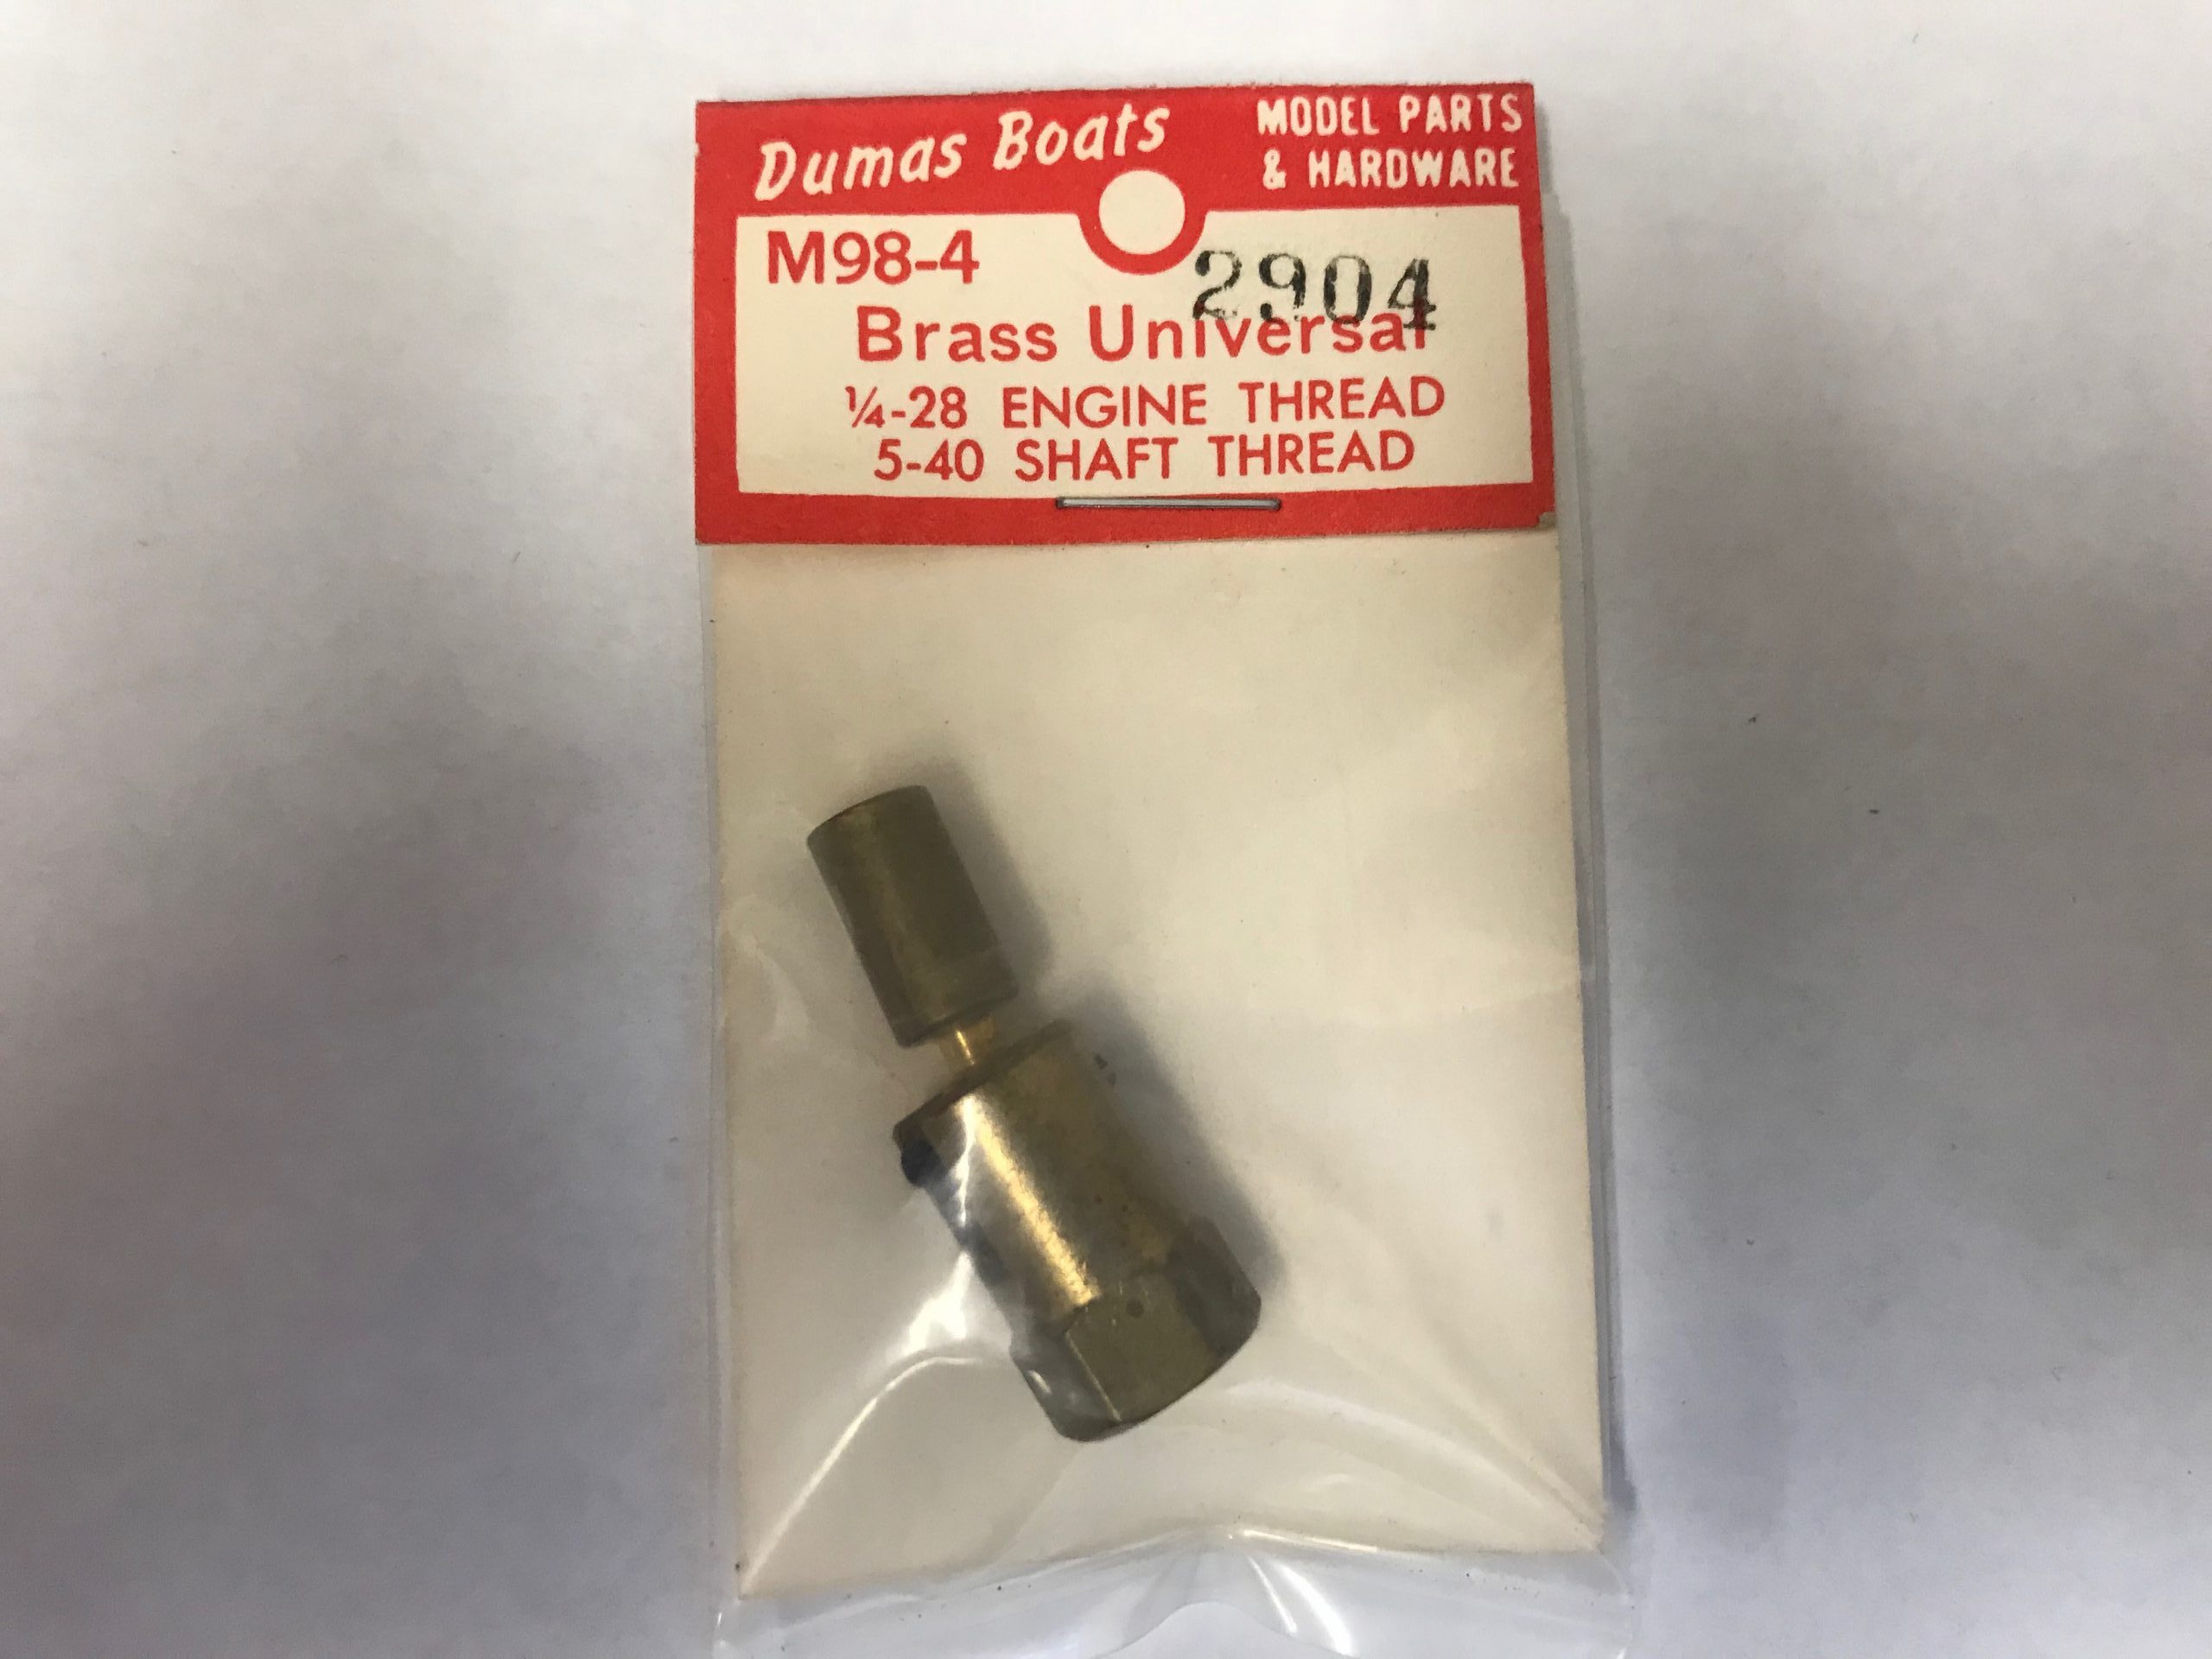 Dumas Boats
MODEL PARTS
& HARDWARE
M98-4
2904
Brass Universal
¼-28 ENGINE THREAD
5-40 SHAFT THREAD